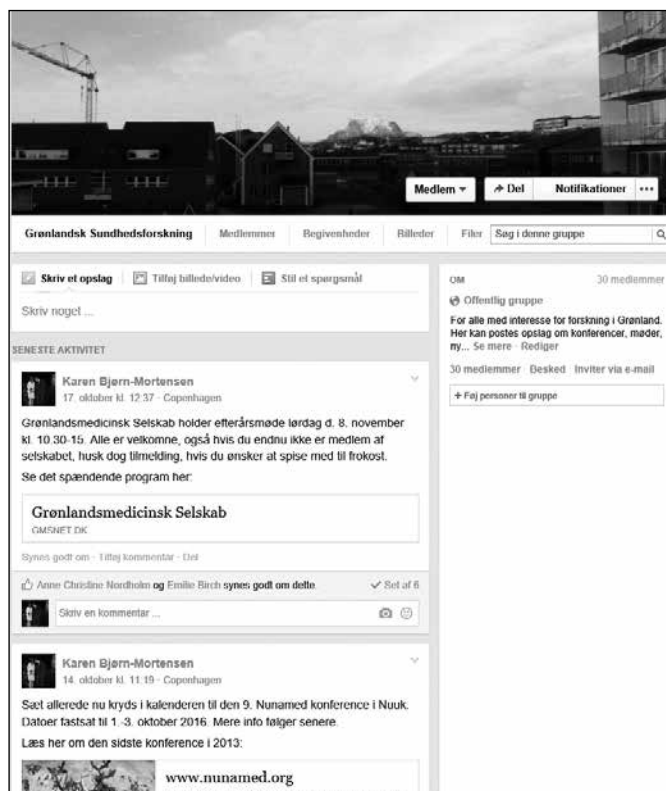 Medlem
Del
Notifikationer
Grønlandsk Sundhedsforskning
Medlemmer
Begivenheder
Billeder
Filer
Søg i denne gruppe
Skriv et opslag
Tilføj billede/video
Stil et spørgsmål
Skriv noget ...
SENESTE AKTIVITET
Karen Bjørn-Mortensen
17. oktober kl. 12:37 · Copenhagen
Grønlandsmedicinsk Selskab holder efterårsmøde lørdag d. 8. november
kl. 10.30-15. Alle er velkomne, også hvis du endnu ikke er medlem af
selskabet, husk dog tilmelding, hvis du ønsker at spise med til frokost.
Se det spændende program her:
Grønlandsmedicinsk Selskab
GMSNET.DK
Synes godt om · Tilføj kommentar · Del
Anne Christine Nordholm og Emilie Birch synes godt om dette.
Set af 6
Skriv en kommentar ...
Karen Bjørn-Mortensen
14. oktober kl. 11:19 · Copenhagen
Sæt allerede nu kryds i kalenderen til den 9. Nunamed konference i Nuuk.
Datoer fastsat til 1.-3. oktober 2016. Mere info følger senere.
Læs her om den sidste konference i 2013:
www.nunamed.org
OM
30 medlemmer
Offentlig gruppe
For alle med interesse for forskning i Grønland.
Her kan postes opslag om konferencer, møder,
ny... Se mere · Rediger
30 medlemmer · Besked · Inviter via e-mail
+ Føj personer til gruppe